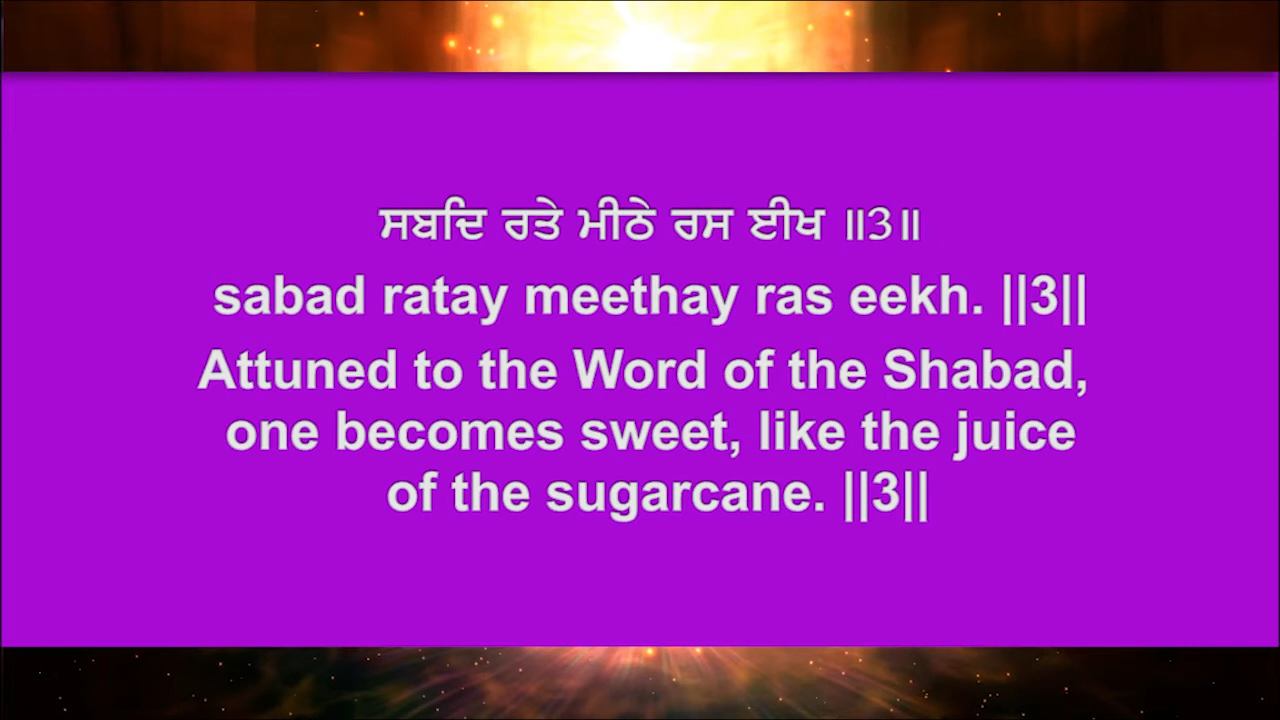 ਸਬਦਿ ਰਤੇ ਮੀਠੇ ਰਸ ਈਖ ॥3॥
sabad ratay meethay ras eekh. ||3||
Attuned to the Word of the Shabad,
one becomes sweet, like the juice
of the sugarcane. ||3||